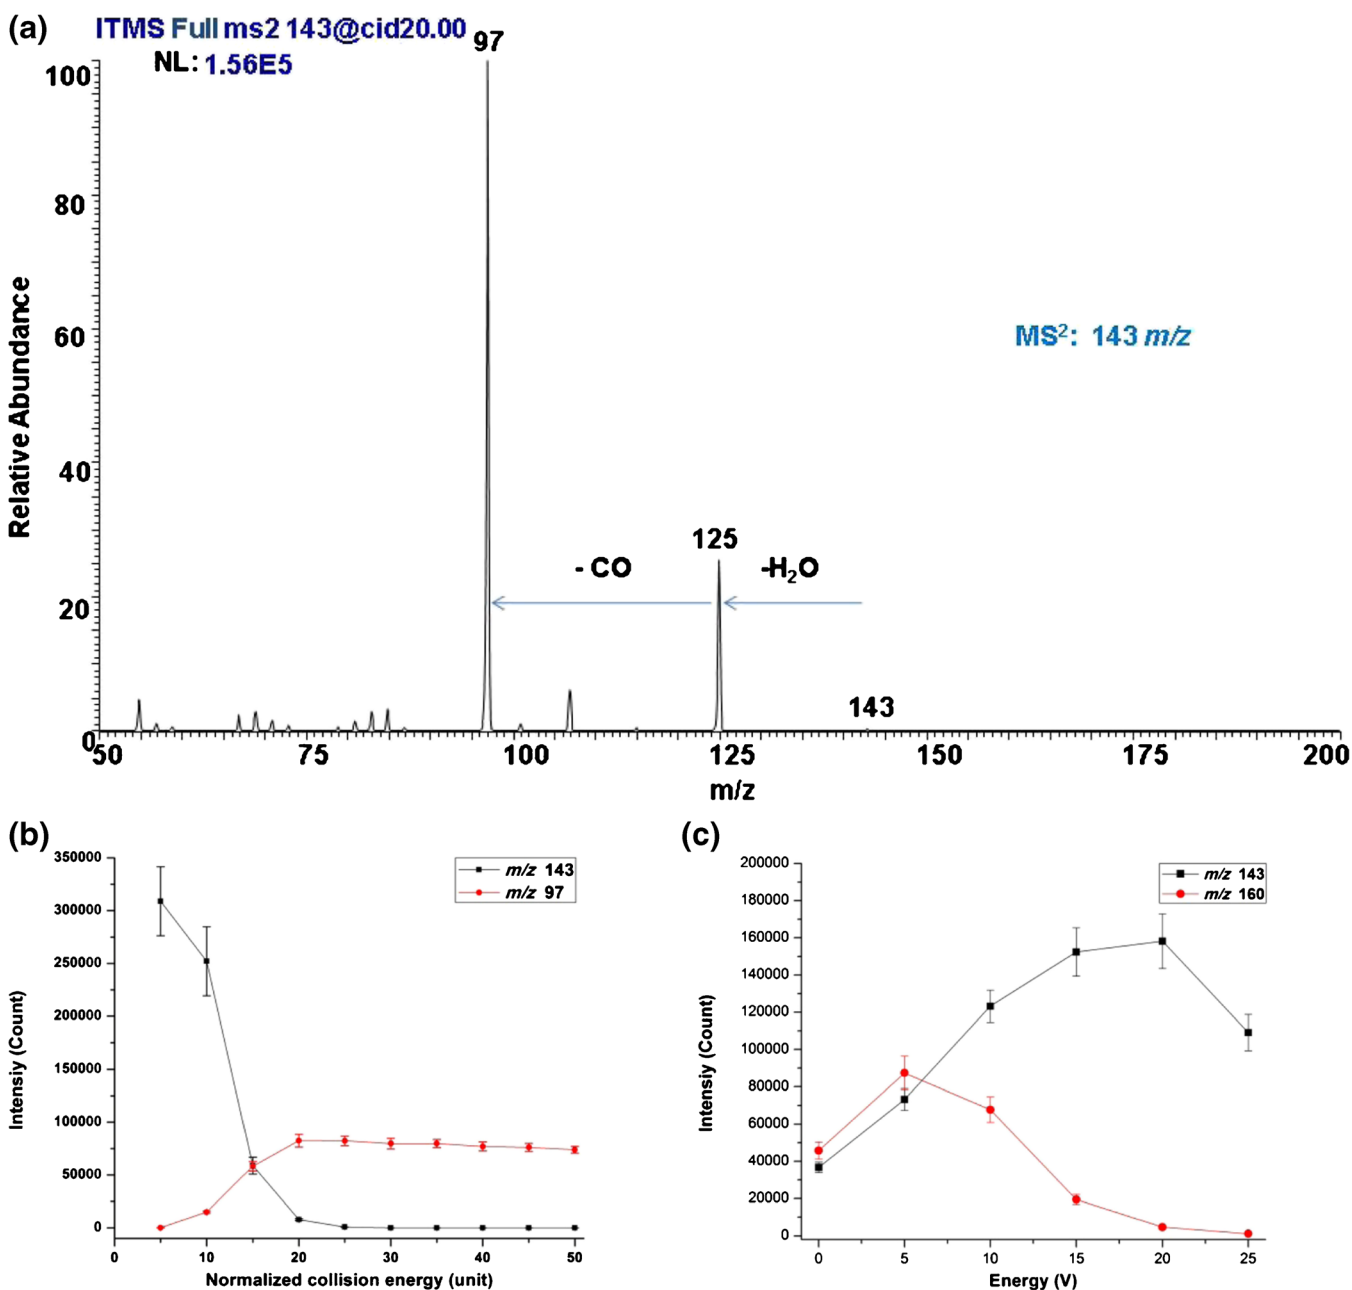 (a) ITMS Full ms2 143@cid20.00
NL: 1.56E5
97
100
80
60
40
20
0
Relative Abundance
MS²: 143 m/z
125
- CO
-H₂O
143
50 75 100 125 150 175 200
m/z
(b)
350000
300000
250000
200000
150000
100000
50000
0
Intensiy (Count)
m/z 143
m/z 97
0 10 20 30 40 50
Normalized collision energy (unit)
(c)
200000
180000
160000
140000
120000
100000
80000
60000
40000
20000
0
Intensiy (Count)
m/z 143
m/z 160
0 5 10 15 20 25
Energy (V)